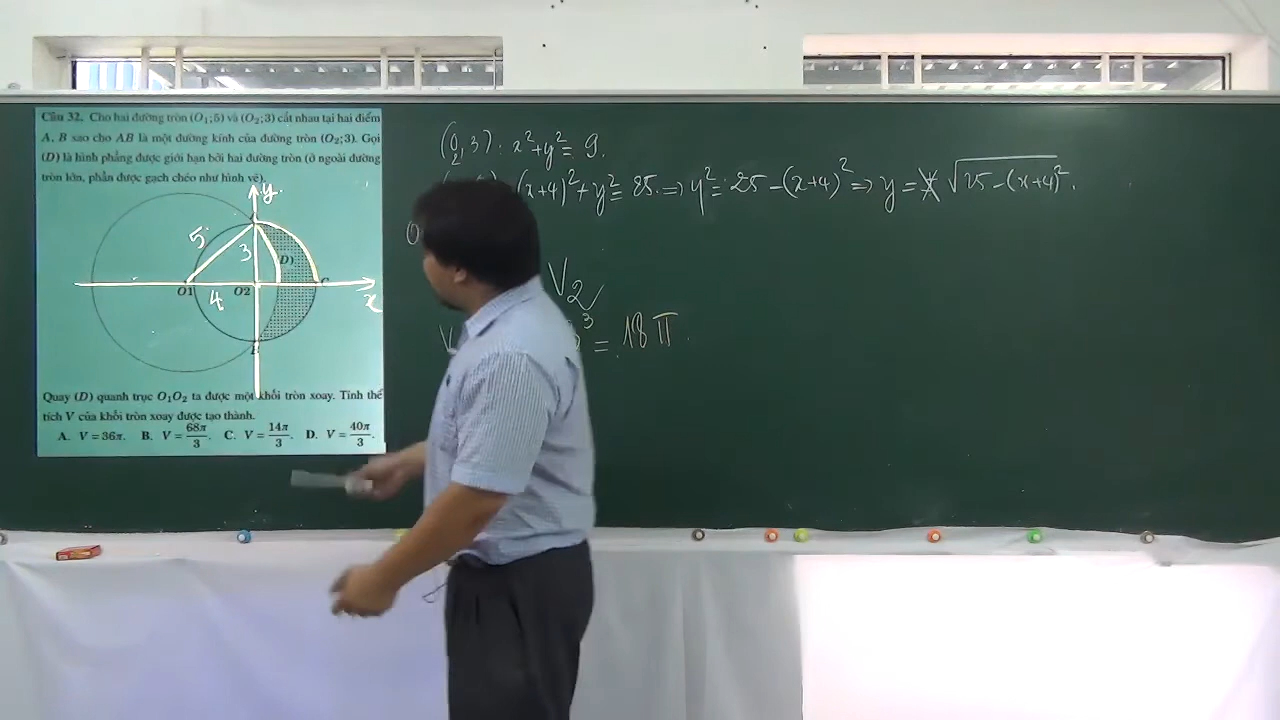 Câu 32. Cho hai đường tròn (O₁;5) và (O₂;3) cắt nhau tại hai điểm
A, B sao cho AB là một đường kính của đường tròn (O₂;3). Gọi
(D) là hình phẳng được giới hạn bởi hai đường tròn (ở ngoài đường
tròn lớn, phần được gạch chéo như hình vẽ).
y
5
3
D)
O1
4
O2
C
x
Quay (D) quanh trục O₁O₂ ta được một khối tròn xoay. Tính thể
tích V của khối tròn xoay được tạo thành.
A. V = 36π. B. V = 68π/3. C. V = 14π/3. D. V = 40π/3.
(O₂,3): x² + y² = 9.
(x+4)² + y² = 25 ⇒ y² = 25 − (x+4)² ⇒ y = √25 − (x+4)².
V₂
V
³ = 18π.